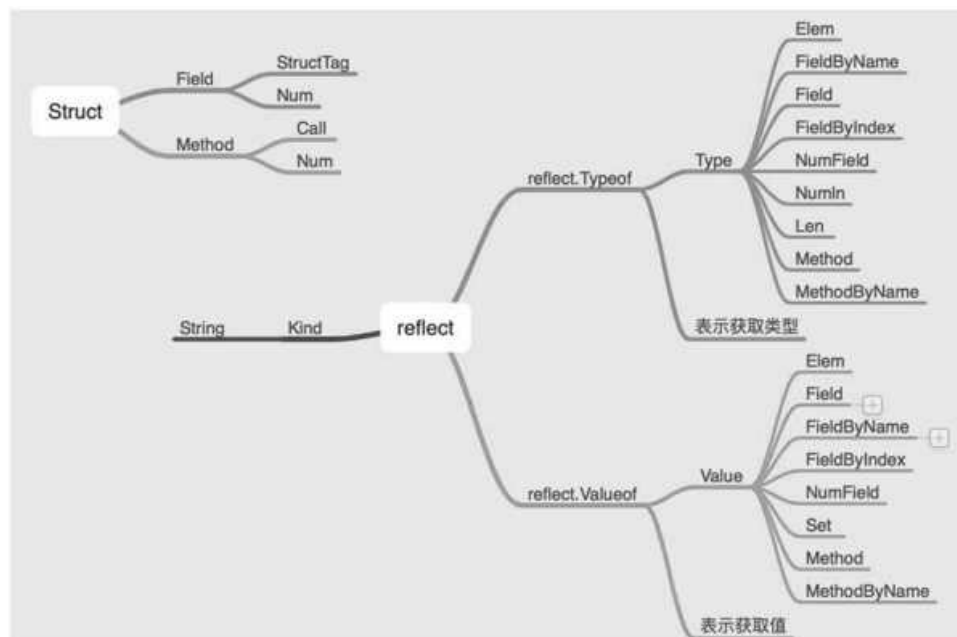 Struct
Field
StructTag
Num
Method
Call
Num
reflect
Kind
String
reflect.Typeof
Type
Elem
FieldByName
Field
FieldByIndex
NumField
NumIn
Len
Method
MethodByName
表示获取类型
reflect.Valueof
Value
Elem
Field
FieldByName
FieldByIndex
NumField
Set
Method
MethodByName
表示获取值